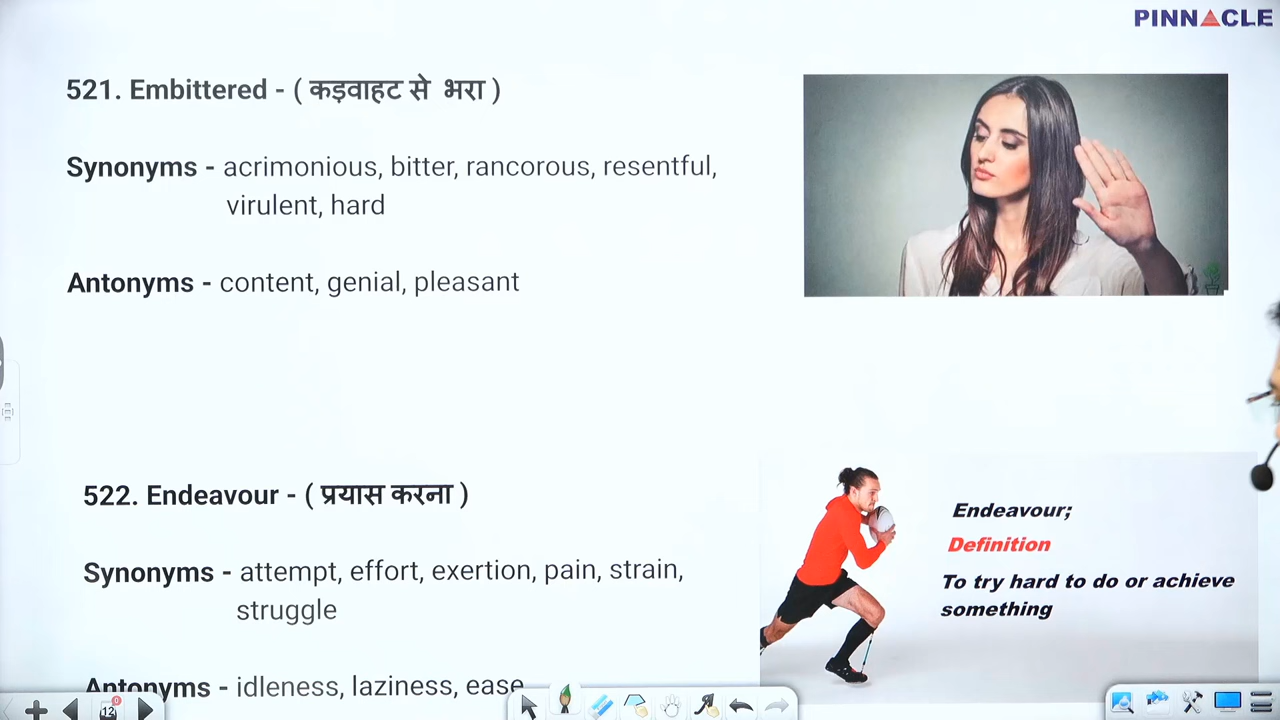 PINNACLE
521. Embittered - ( कड़वाहट से भरा )
Synonyms - acrimonious, bitter, rancorous, resentful,
virulent, hard
Antonyms - content, genial, pleasant
522. Endeavour - ( प्रयास करना )
Synonyms - attempt, effort, exertion, pain, strain,
struggle
Antonyms - idleness, laziness, ease
Endeavour;
Definition
To try hard to do or achieve
something
12
0